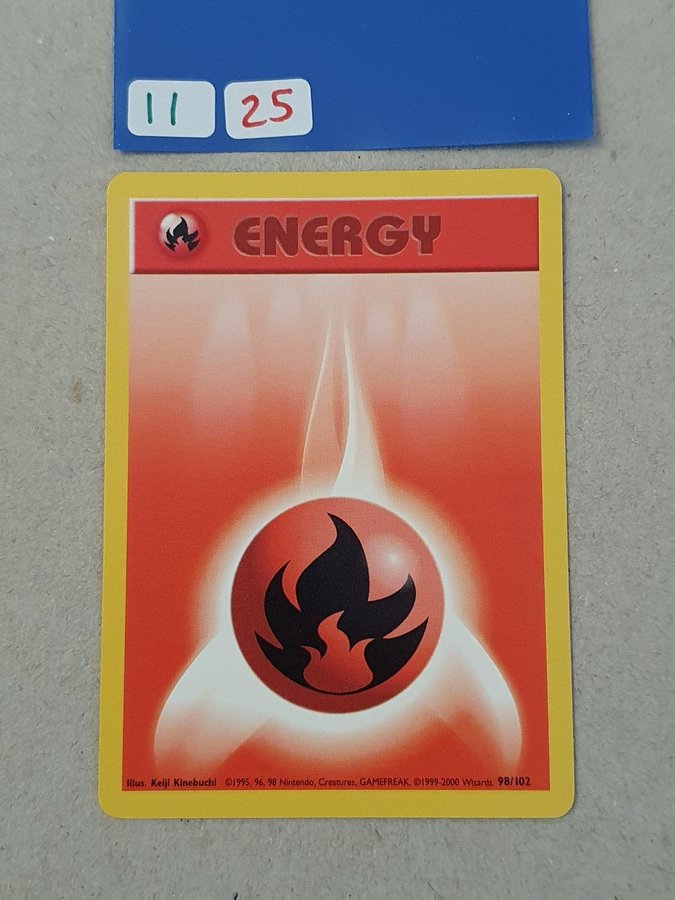 11 25
ENERGY
Illus. Keiji Kinebuchi ©1995, 96, 98 Nintendo, Creatures, GAMEFREAK. ©1999-2000 Wizards. 98/102